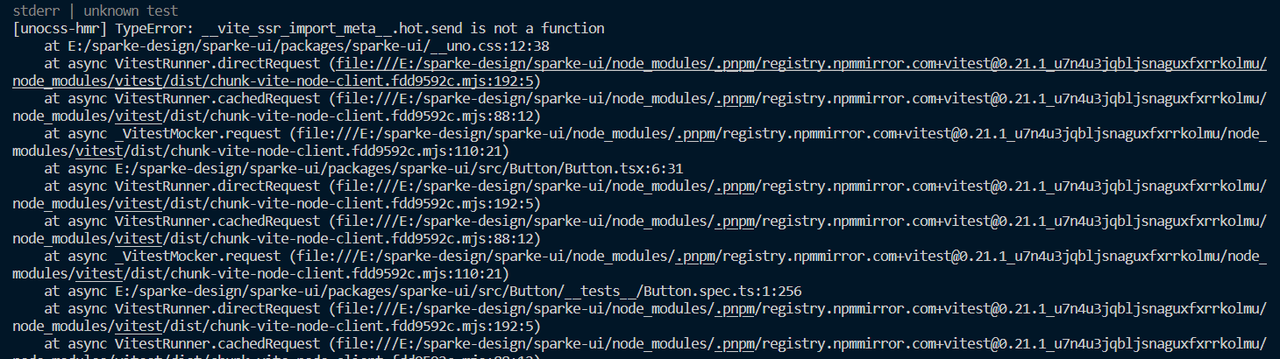 stderr | unknown test
[unocss-hmr] TypeError: __vite_ssr_import_meta__.hot.send is not a function
    at E:/sparke-design/sparke-ui/packages/sparke-ui/__uno.css:12:38
    at async VitestRunner.directRequest (file:///E:/sparke-design/sparke-ui/node_modules/.pnpm/registry.npmmirror.com+vitest@0.21.1_u7n4u3jqbljsnaguxfxrrkolmu/
node_modules/vitest/dist/chunk-vite-node-client.fdd9592c.mjs:192:5)
    at async VitestRunner.cachedRequest (file:///E:/sparke-design/sparke-ui/node_modules/.pnpm/registry.npmmirror.com+vitest@0.21.1_u7n4u3jqbljsnaguxfxrrkolmu/
node_modules/vitest/dist/chunk-vite-node-client.fdd9592c.mjs:88:12)
    at async _VitestMocker.request (file:///E:/sparke-design/sparke-ui/node_modules/.pnpm/registry.npmmirror.com+vitest@0.21.1_u7n4u3jqbljsnaguxfxrrkolmu/node_
modules/vitest/dist/chunk-vite-node-client.fdd9592c.mjs:110:21)
    at async E:/sparke-design/sparke-ui/packages/sparke-ui/src/Button/Button.tsx:6:31
    at async VitestRunner.directRequest (file:///E:/sparke-design/sparke-ui/node_modules/.pnpm/registry.npmmirror.com+vitest@0.21.1_u7n4u3jqbljsnaguxfxrrkolmu/
node_modules/vitest/dist/chunk-vite-node-client.fdd9592c.mjs:192:5)
    at async VitestRunner.cachedRequest (file:///E:/sparke-design/sparke-ui/node_modules/.pnpm/registry.npmmirror.com+vitest@0.21.1_u7n4u3jqbljsnaguxfxrrkolmu/
node_modules/vitest/dist/chunk-vite-node-client.fdd9592c.mjs:88:12)
    at async _VitestMocker.request (file:///E:/sparke-design/sparke-ui/node_modules/.pnpm/registry.npmmirror.com+vitest@0.21.1_u7n4u3jqbljsnaguxfxrrkolmu/node_
modules/vitest/dist/chunk-vite-node-client.fdd9592c.mjs:110:21)
    at async E:/sparke-design/sparke-ui/packages/sparke-ui/src/Button/__tests__/Button.spec.ts:1:256
    at async VitestRunner.directRequest (file:///E:/sparke-design/sparke-ui/node_modules/.pnpm/registry.npmmirror.com+vitest@0.21.1_u7n4u3jqbljsnaguxfxrrkolmu/
node_modules/vitest/dist/chunk-vite-node-client.fdd9592c.mjs:192:5)
    at async VitestRunner.cachedRequest (file:///E:/sparke-design/sparke-ui/node_modules/.pnpm/registry.npmmirror.com+vitest@0.21.1_u7n4u3jqbljsnaguxfxrrkolmu/